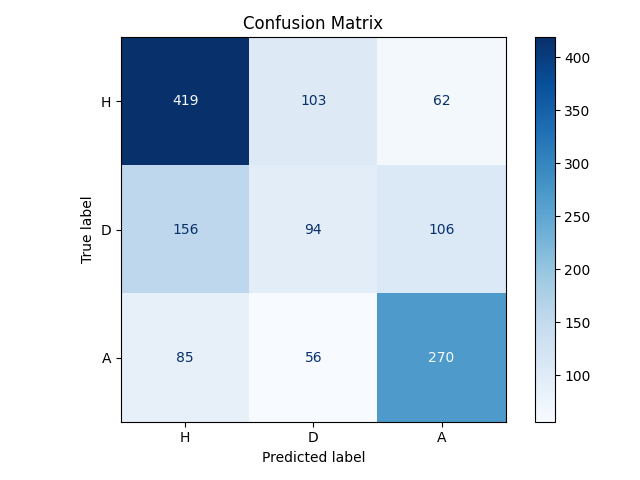 Confusion Matrix
True label
H
419
103
62
D
156
94
106
A
85
56
270
H
D
A
Predicted label
400
350
300
250
200
150
100